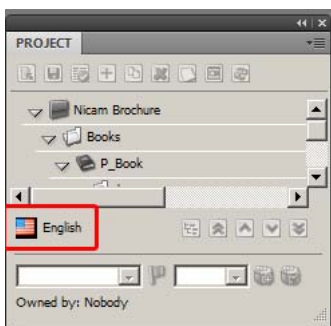 PROJECT
Nicam Brochure
Books
P_Book
English
Owned by: Nobody